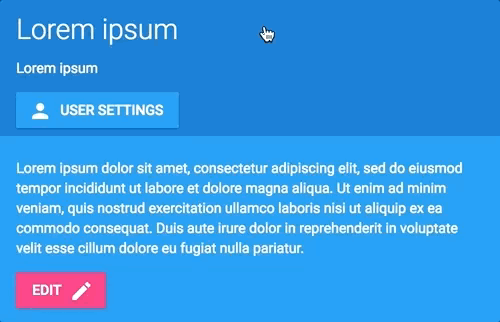 Lorem ipsum
Lorem ipsum
USER SETTINGS
Lorem ipsum dolor sit amet, consectetur adipiscing elit, sed do eiusmod
tempor incididunt ut labore et dolore magna aliqua. Ut enim ad minim
veniam, quis nostrud exercitation ullamco laboris nisi ut aliquip ex ea
commodo consequat. Duis aute irure dolor in reprehenderit in voluptate
velit esse cillum dolore eu fugiat nulla pariatur.
EDIT